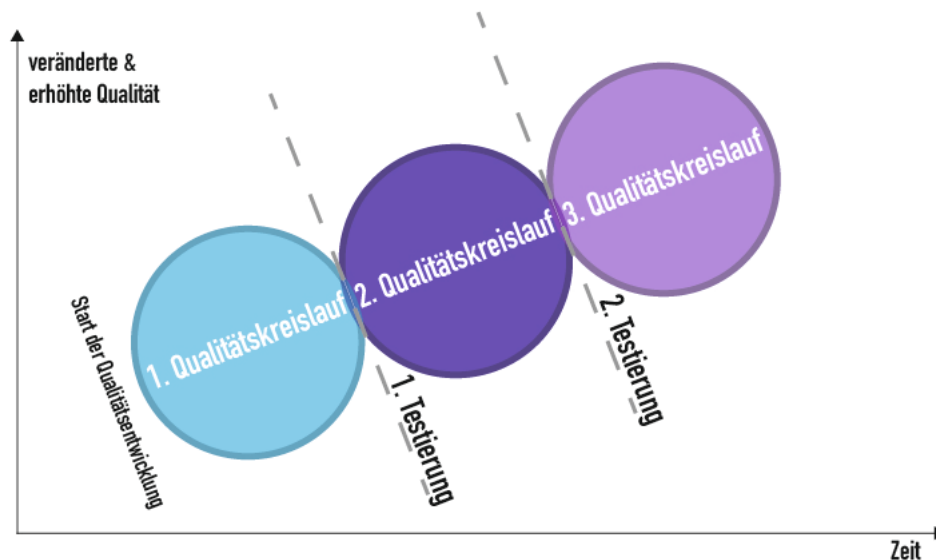 veränderte &
erhöhte Qualität
Start der Qualitätsentwicklung
1. Qualitätskreislauf
1. Testierung
2. Qualitätskreislauf
2. Testierung
3. Qualitätskreislauf
Zeit